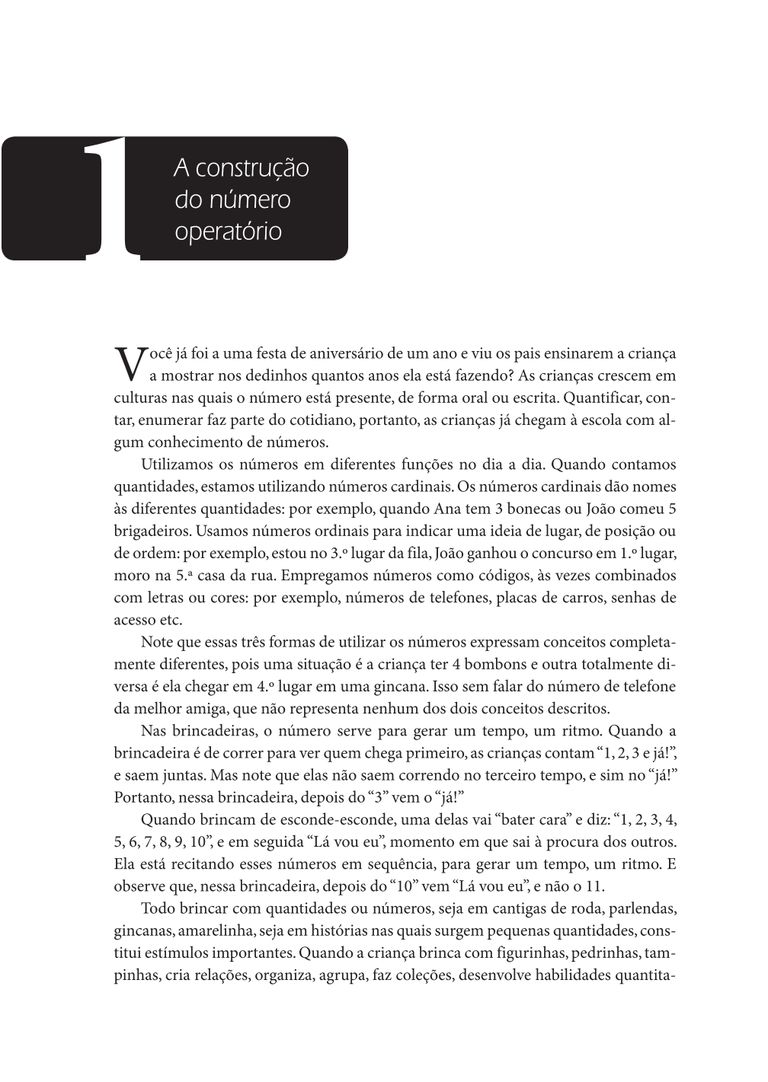 1
A construção
do número
operatório
Você já foi a uma festa de aniversário de um ano e viu os pais ensinarem a criança
a mostrar nos dedinhos quantos anos ela está fazendo? As crianças crescem em
culturas nas quais o número está presente, de forma oral ou escrita. Quantificar, con-
tar, enumerar faz parte do cotidiano, portanto, as crianças já chegam à escola com al-
gum conhecimento de números.
Utilizamos os números em diferentes funções no dia a dia. Quando contamos
quantidades, estamos utilizando números cardinais. Os números cardinais dão nomes
às diferentes quantidades: por exemplo, quando Ana tem 3 bonecas ou João comeu 5
brigadeiros. Usamos números ordinais para indicar uma ideia de lugar, de posição ou
de ordem: por exemplo, estou no 3.º lugar da fila, João ganhou o concurso em 1.º lugar,
moro na 5.ª casa da rua. Empregamos números como códigos, às vezes combinados
com letras ou cores: por exemplo, números de telefones, placas de carros, senhas de
acesso etc.
Note que essas três formas de utilizar os números expressam conceitos completa-
mente diferentes, pois uma situação é a criança ter 4 bombons e outra totalmente di-
versa é ela chegar em 4.º lugar em uma gincana. Isso sem falar do número de telefone
da melhor amiga, que não representa nenhum dos dois conceitos descritos.
Nas brincadeiras, o número serve para gerar um tempo, um ritmo. Quando a
brincadeira é de correr para ver quem chega primeiro, as crianças contam “1, 2, 3 e já!”,
e saem juntas. Mas note que elas não saem correndo no terceiro tempo, e sim no “já!”
Portanto, nessa brincadeira, depois do “3” vem o “já!”
Quando brincam de esconde-esconde, uma delas vai “bater cara” e diz: “1, 2, 3, 4,
5, 6, 7, 8, 9, 10”, e em seguida “Lá vou eu”, momento em que sai à procura dos outros.
Ela está recitando esses números em sequência, para gerar um tempo, um ritmo. E
observe que, nessa brincadeira, depois do “10” vem “Lá vou eu”, e não o 11.
Todo brincar com quantidades ou números, seja em cantigas de roda, parlendas,
gincanas, amarelinha, seja em histórias nas quais surgem pequenas quantidades, cons-
titui estímulos importantes. Quando a criança brinca com figurinhas, pedrinhas, tam-
pinhas, cria relações, organiza, agrupa, faz coleções, desenvolve habilidades quantita-